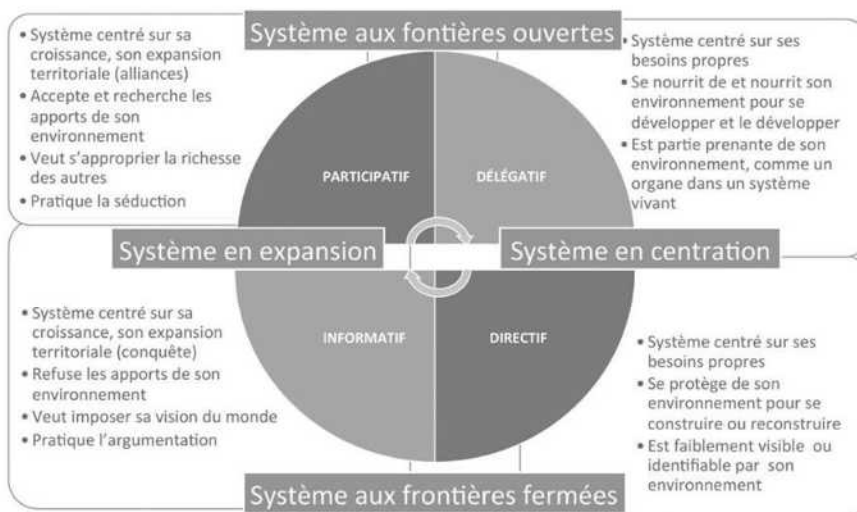 Système aux fontières ouvertes
• Système centré sur sa
croissance, son expansion
territoriale (alliances)
• Accepte et recherche les
apports de son
environnement
• Veut s’approprier la richesse
des autres
• Pratique la séduction
• Système centré sur ses
besoins propres
• Se nourrit de et nourrit son
environnement pour se
développer et le développer
• Est partie prenante de son
environnement, comme un
organe dans un système
vivant
PARTICIPATIF
DÉLÉGATIF
Système en expansion
Système en centration
• Système centré sur sa
croissance, son expansion
territoriale (conquête)
• Refuse les apports de son
environnement
• Veut imposer sa vision du monde
• Pratique l’argumentation
INFORMATIF
DIRECTIF
• Système centré sur ses
besoins propres
• Se protège de son
environnement pour se
construire ou reconstruire
• Est faiblement visible ou
identifiable par son
environnement
Système aux frontières fermées